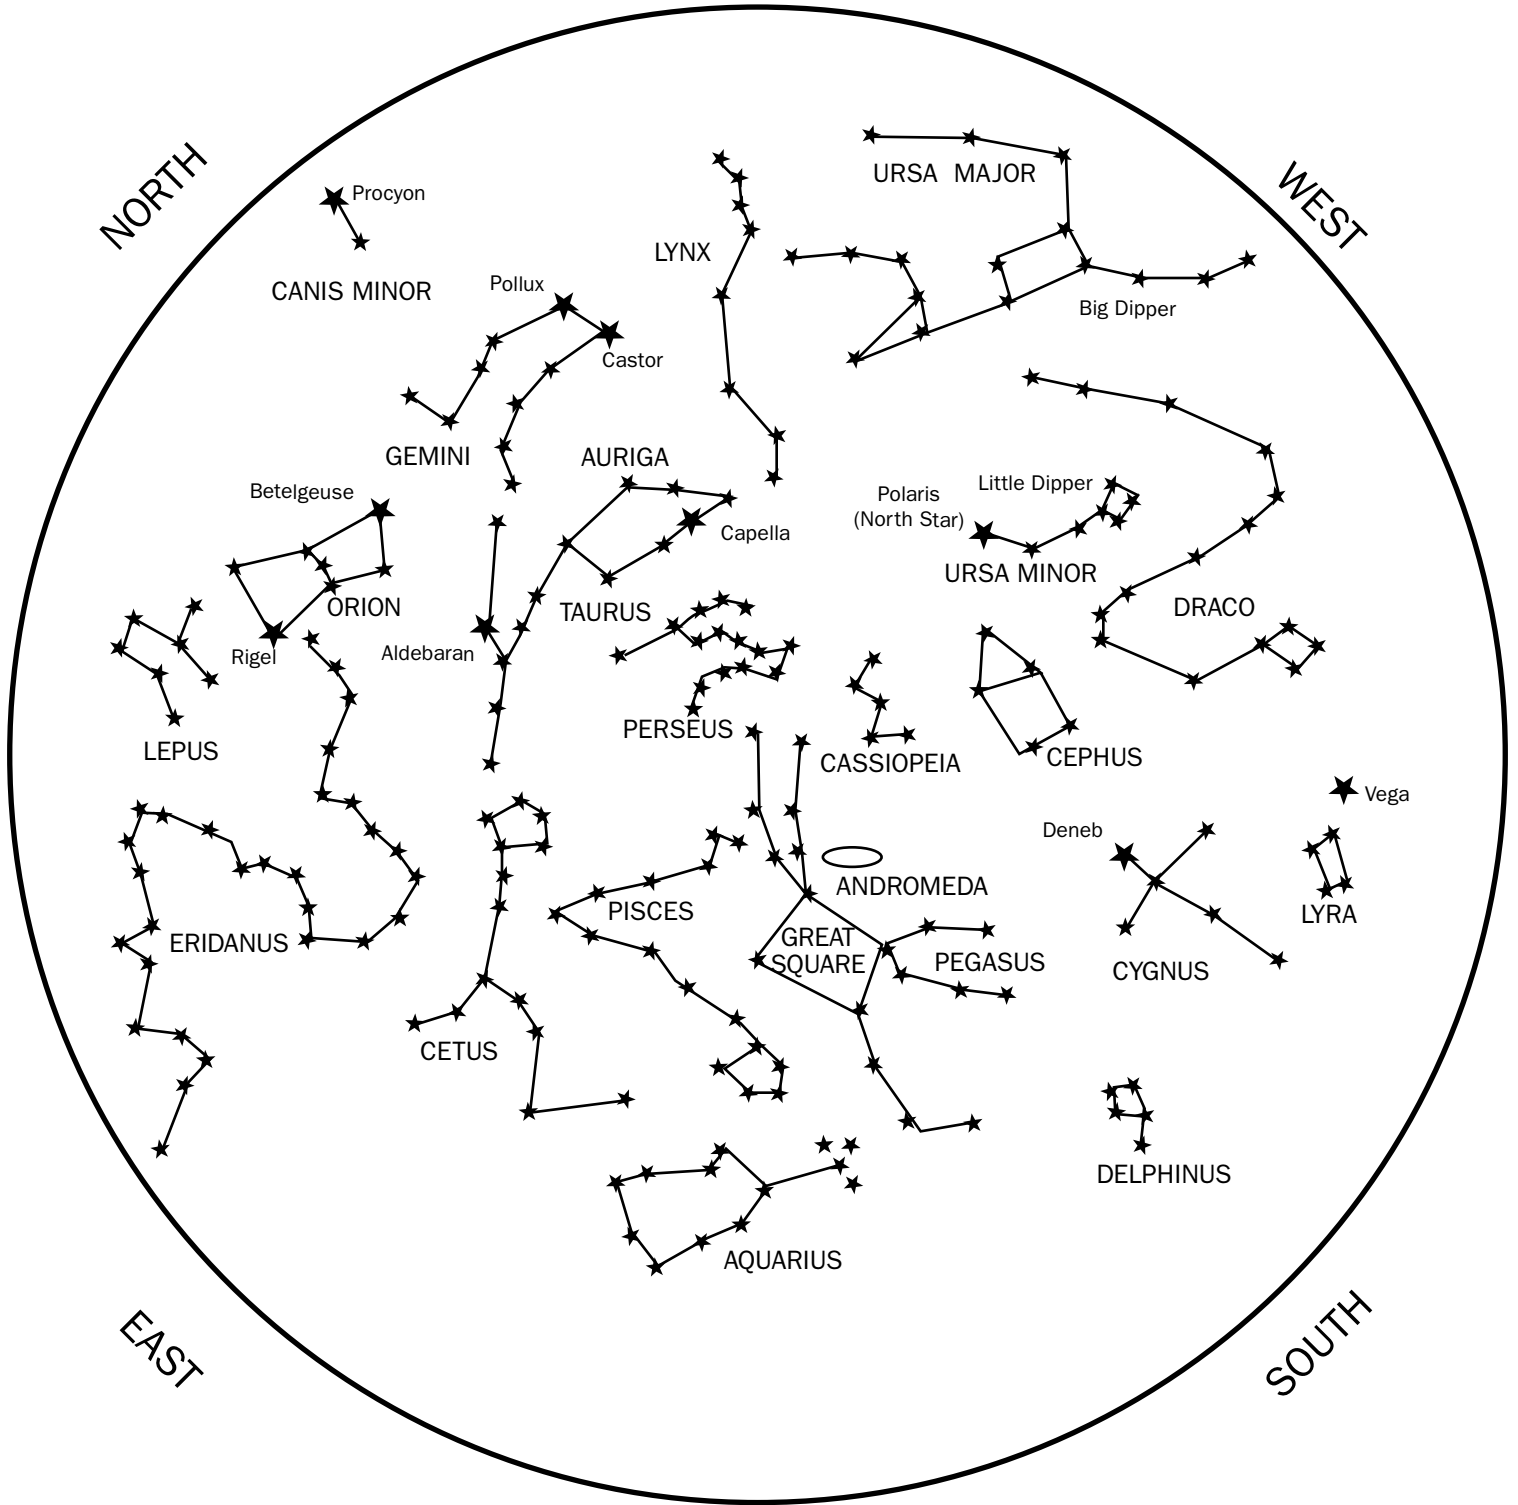 NORTH
WEST
URSA MAJOR
Procyon
LYNX
Pollux
CANIS MINOR
Big Dipper
Castor
GEMINI
AURIGA
Betelgeuse
Little Dipper
Polaris
(North Star)
Capella
URSA MINOR
ORION
TAURUS
DRACO
Rigel
Aldebaran
PERSEUS
LEPUS
CASSIOPEIA
CEPHUS
Vega
Deneb
ANDROMEDA
PISCES
LYRA
ERIDANUS
GREAT
SQUARE
PEGASUS
CYGNUS
CETUS
DELPHINUS
AQUARIUS
EAST
SOUTH